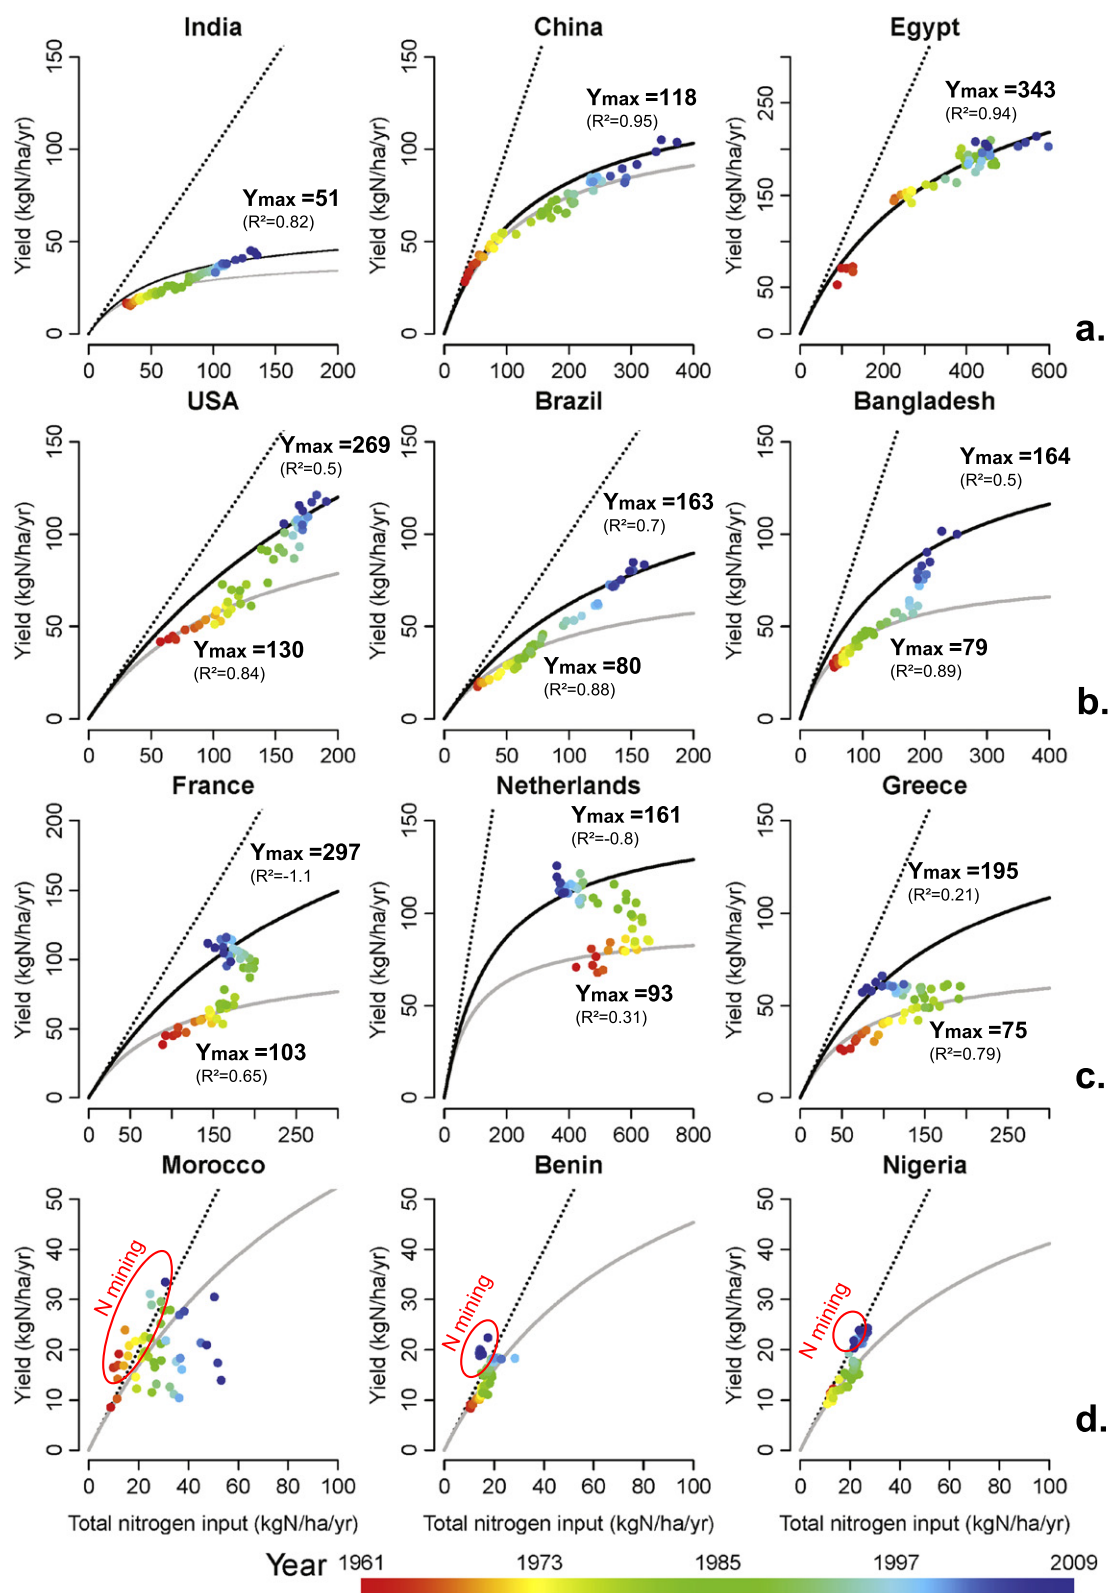 India China Egypt
150 150
Yield (kgN/ha/yr) Yield (kgN/ha/yr) Yield (kgN/ha/yr)
Ymax =118
(R²=0.95)
Ymax =343
(R²=0.94)
250
100 100
Ymax =51
(R²=0.82)
150
50 50 50
0 0 0
a.
0 50 100 150 200 0 100 200 300 400 0 200 400 600
USA Brazil Bangladesh
150 150 150
Yield (kgN/ha/yr) Yield (kgN/ha/yr) Yield (kgN/ha/yr)
Ymax =269
(R²=0.5)
Ymax =163
(R²=0.7)
Ymax =164
(R²=0.5)
100 100 100
50 50 50
Ymax =130
(R²=0.84)
Ymax =80
(R²=0.88)
Ymax =79
(R²=0.89)
0 0 0
b.
0 50 100 150 200 0 50 100 150 200 0 100 200 300 400
France Netherlands Greece
200 150 150
Yield (kgN/ha/yr) Yield (kgN/ha/yr) Yield (kgN/ha/yr)
Ymax =297
(R²=-1.1
Ymax =161
(R²=-0.8)
Ymax =195
(R²=0.21)
150 100 100
100
50 50 50
Ymax =103
(R²=0.65)
Ymax =93
(R²=0.31)
Ymax =75
(R²=0.79)
0 0 0
c.
0 50 150 250 0 200 400 600 800 0 50 150 250
Morocco Benin Nigeria
50 50 50
Yield (kgN/ha/yr) Yield (kgN/ha/yr) Yield (kgN/ha/yr)
40 40 40
N mining N mining N mining
30 30 30
20 20 20
10 10 10
0 0 0
d.
0 20 40 60 80 100 0 20 40 60 80 100 0 20 40 60 80 100
Total nitrogen input (kgN/ha/yr) Total nitrogen input (kgN/ha/yr) Total nitrogen input (kgN/ha/yr)
Year 1961 1973 1985 1997 2009